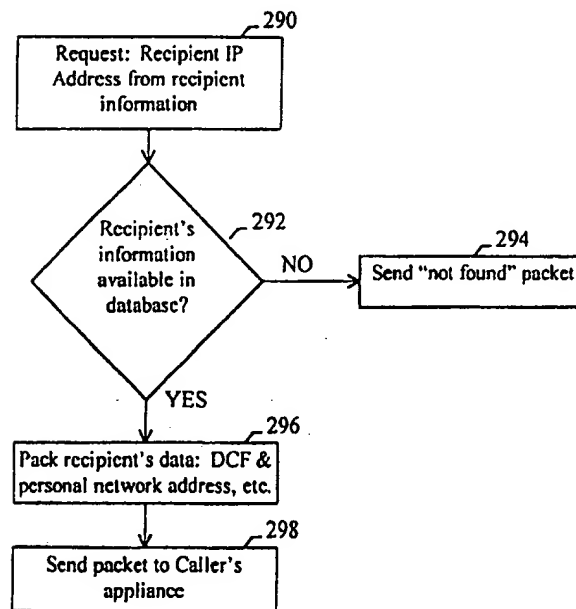 290
Request: Recipient IP
Address from recipient
information
292
Recipient's
information
available in
database?
NO
294
Send "not found" packet
YES
296
Pack recipient's data: DCF &
personal network address, etc.
298
Send packet to Caller's
appliance